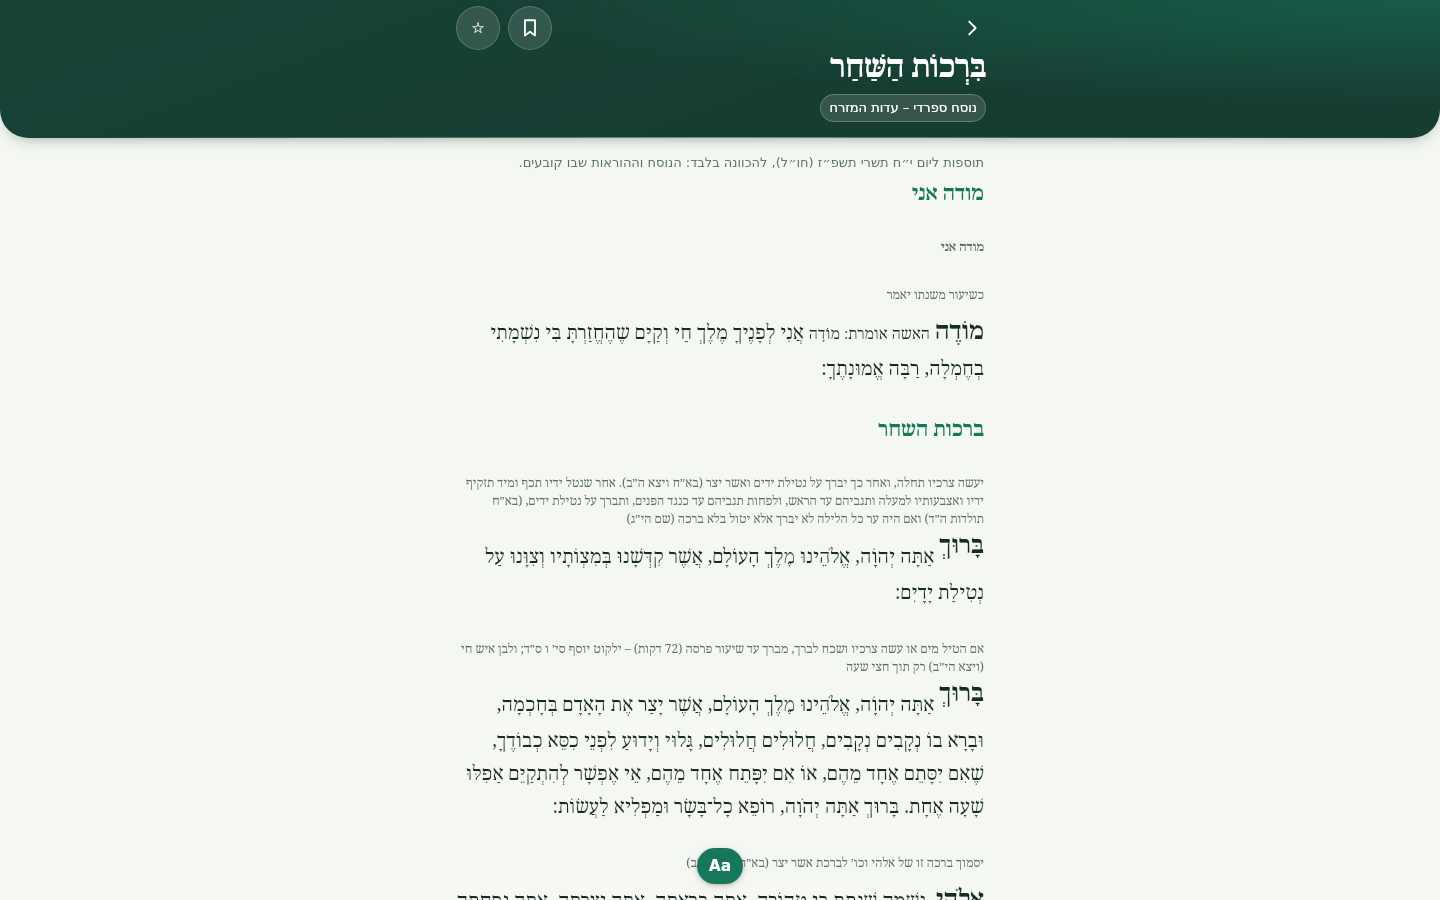 בִּרְכוֹת הַשַּׁחַר
נוסח ספרדי – עדות המזרח
תוספות ליום י״ח תשרי תשפ״ז (חו״ל), להכוונה בלבד: הנוסח וההוראות שבו קובעים.
מודה אני
מודה אני
כשיעור משנתו יאמר
מוֹדֶה האשה אומרת: מוֹדָה אֲנִי לְפָנֶיךָ מֶלֶךְ חַי וְקַיָּם שֶׁהֶחֱזַרְתָּ בִּי נִשְׁמָתִי
בְחֶמְלָה, רַבָּה אֱמוּנָתֶךָ:
ברכות השחר
יעשה צרכיו תחלה, ואחר כך יברך על נטילת ידים ואשר יצר (בא״ח ויצא ה״ב). אחר שנטל ידיו תכף ומיד תזקיף
ידיו ואצבעותיו למעלה ותגביהם עד הראש, ולפחות תגביהם עד כנגד הפנים, ותברך על נטילת ידים, (בא״ח
תולדות ה״ד) ואם היה ער כל הלילה לא יברך אלא יטול בלא ברכה (שם הי״ג)
בָּרוּךְ אַתָּה יְהֹוָה, אֱלֹהֵינוּ מֶלֶךְ הָעוֹלָם, אֲשֶׁר קִדְּשָׁנוּ בְּמִצְוֹתָיו וְצִוָּנוּ עַל
נְטִילַת יָדָיִם:
אם הטיל מים או עשה צרכיו ושכח לברך, מברך עד שיעור פרסה (72 דקות) – ילקוט יוסף סי׳ ו ס״ד; ולבן איש חי
(ויצא הי״ב) רק תוך חצי שעה
בָּרוּךְ אַתָּה יְהֹוָה, אֱלֹהֵינוּ מֶלֶךְ הָעוֹלָם, אֲשֶׁר יָצַר אֶת הָאָדָם בְּחָכְמָה,
וּבָרָא בוֹ נְקָבִים נְקָבִים, חֲלוּלִים חֲלוּלִים, גָּלוּי וְיָדוּעַ לִפְנֵי כִסֵּא כְבוֹדֶךָ,
שֶׁאִם יִסָּתֵם אֶחָד מֵהֶם, אוֹ אִם יִפָּתֵחַ אֶחָד מֵהֶם, אֵי אֶפְשָׁר לְהִתְקַיֵּם אַפִלּוּ
שָׁעָה אֶחָת. בָּרוּךְ אַתָּה יְהֹוָה, רוֹפֵא כָל־בָּשָׂר וּמַפְלִיא לַעֲשׂוֹת:
יסמוך ברכה זו של אלהי וכו׳ לברכת אשר יצר
Aa